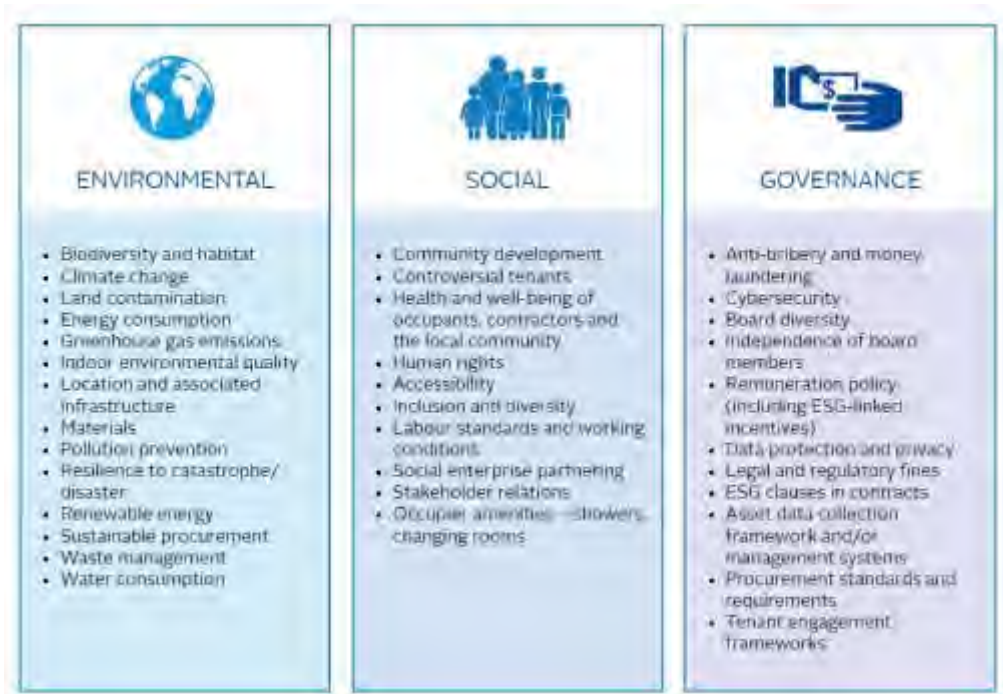 ENVIRONMENTAL
• Biodiversity and habitat
• Climate change
• Land contamination
• Energy consumption
• Greenhouse gas emissions
• Indoor environmental quality
• Location and associated
infrastructure
• Materials
• Pollution prevention
• Resilience to catastrophe/
disaster
• Renewable energy
• Sustainable procurement
• Waste management
• Water consumption
SOCIAL
• Community development
• Controversial tenants
• Health and well-being of
occupants, contractors and
the local community
• Human rights
• Accessibility
• Inclusion and diversity
• Labour standards and working
conditions
• Social enterprise partnering
• Stakeholder relations
• Occupier amenities—showers,
changing rooms
$
GOVERNANCE
• Anti-bribery and money
laundering
• Cybersecurity
• Board diversity
• Independence of board
members
• Remuneration policy
(including ESG-linked
incentives)
• Data protection and privacy
• Legal and regulatory fines
• ESG clauses in contracts
• Asset data collection
framework and/or
management systems
• Procurement standards and
requirements
• Tenant engagement
frameworks